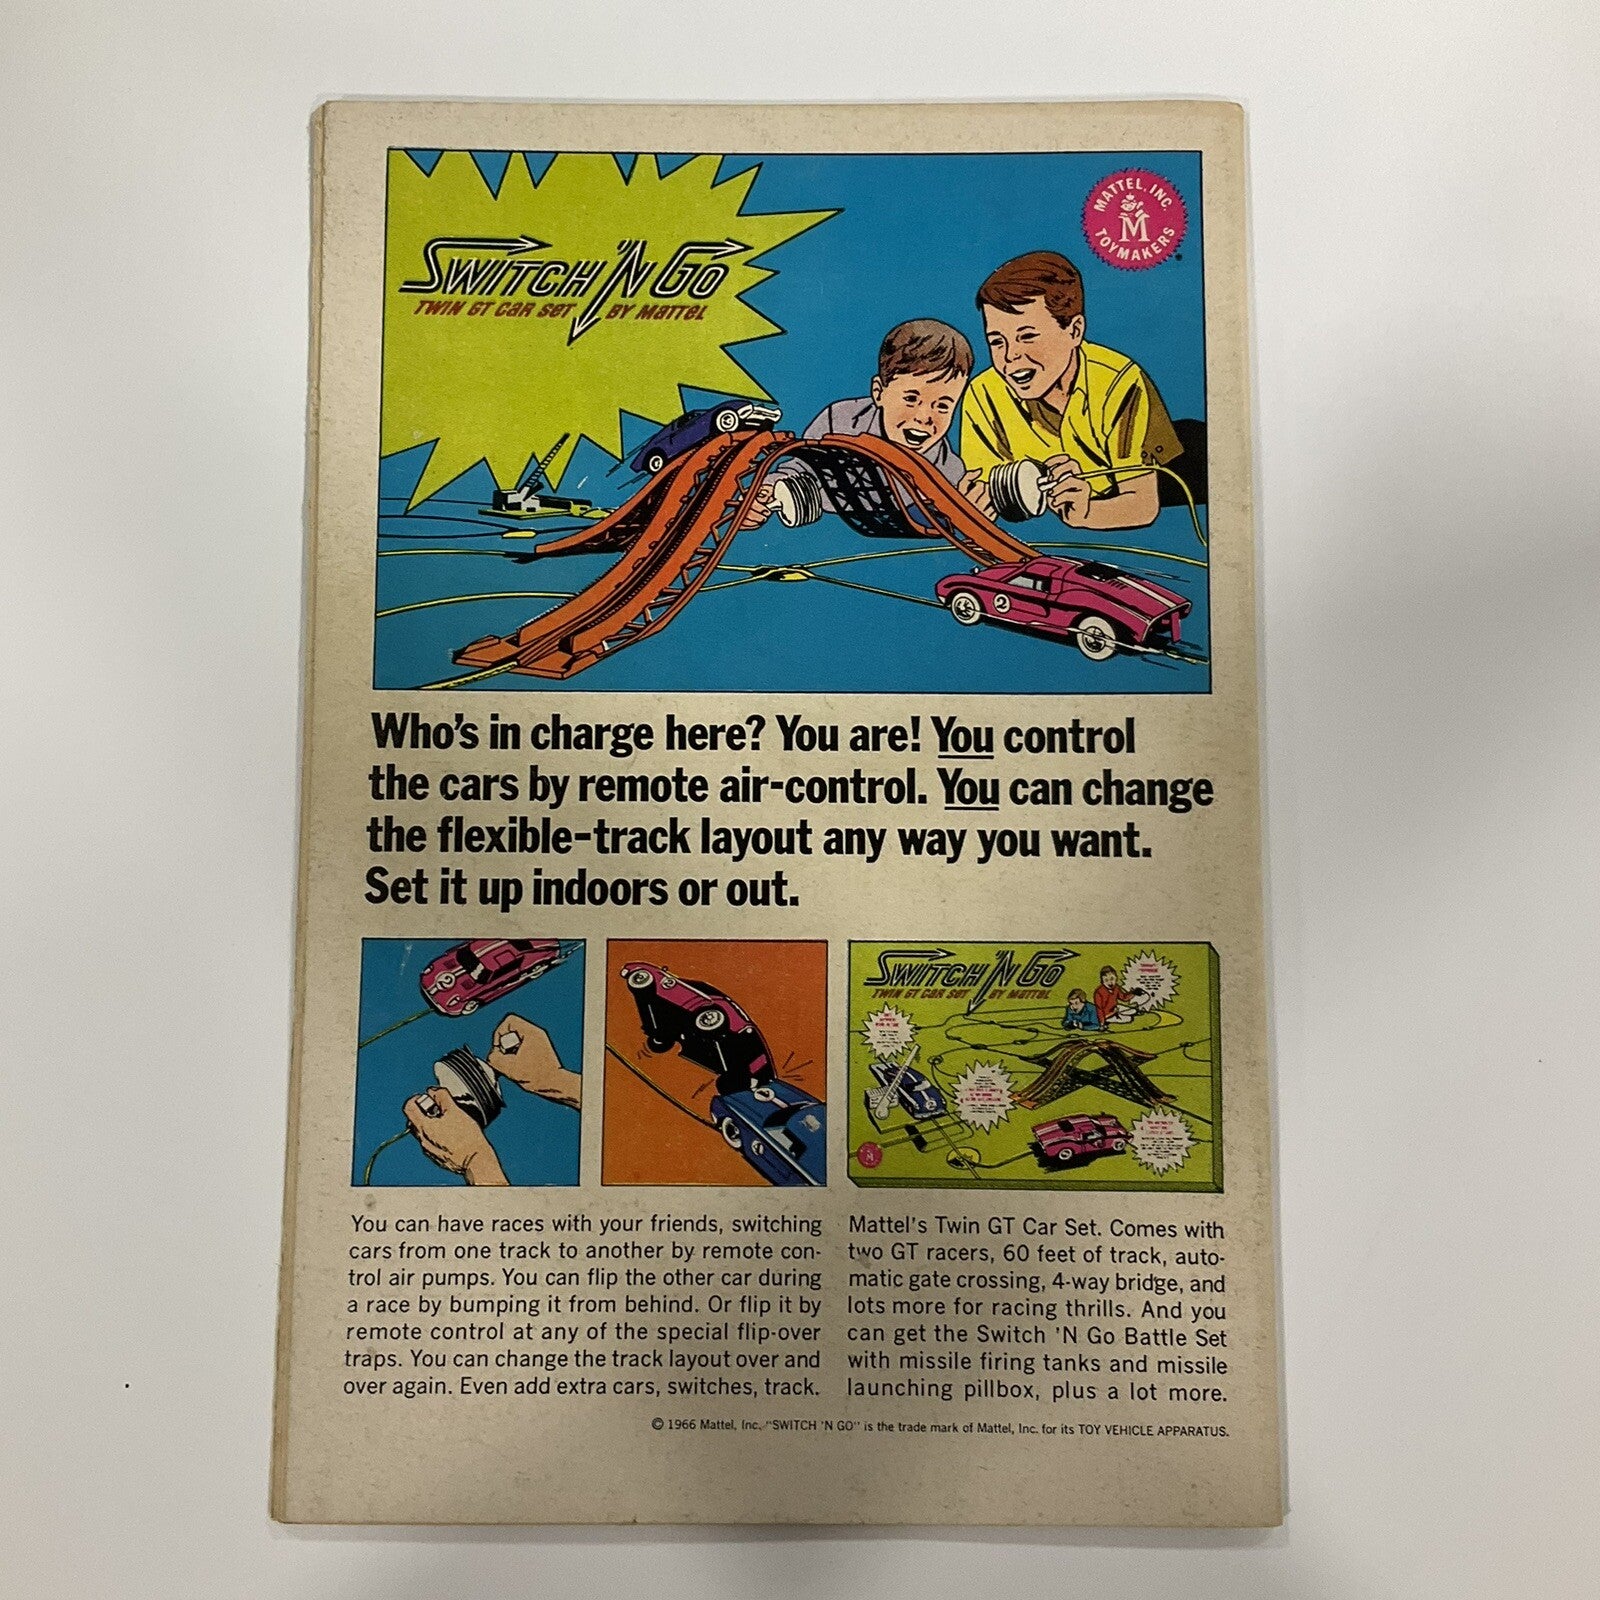 MATTEL, INC.
M
TOYMAKERS
SWITCH 'N GO
TWIN GT CAR SET BY MATTEL
2
Who's in charge here? You are! You control
the cars by remote air-control. You can change
the flexible-track layout any way you want.
Set it up indoors or out.
2
2
SWITCH 'N GO
TWIN GT CAR SET BY MATTEL
M
You can have races with your friends, switching
cars from one track to another by remote con-
trol air pumps. You can flip the other car during
a race by bumping it from behind. Or flip it by
remote control at any of the special flip-over
traps. You can change the track layout over and
over again. Even add extra cars, switches, track.
Mattel's Twin GT Car Set. Comes with
two GT racers, 60 feet of track, auto-
matic gate crossing, 4-way bridge, and
lots more for racing thrills. And you
can get the Switch 'N Go Battle Set
with missile firing tanks and missile
launching pillbox, plus a lot more.
© 1966 Mattel, Inc. "SWITCH 'N GO" is the trade mark of Mattel, Inc. for its TOY VEHICLE APPARATUS.